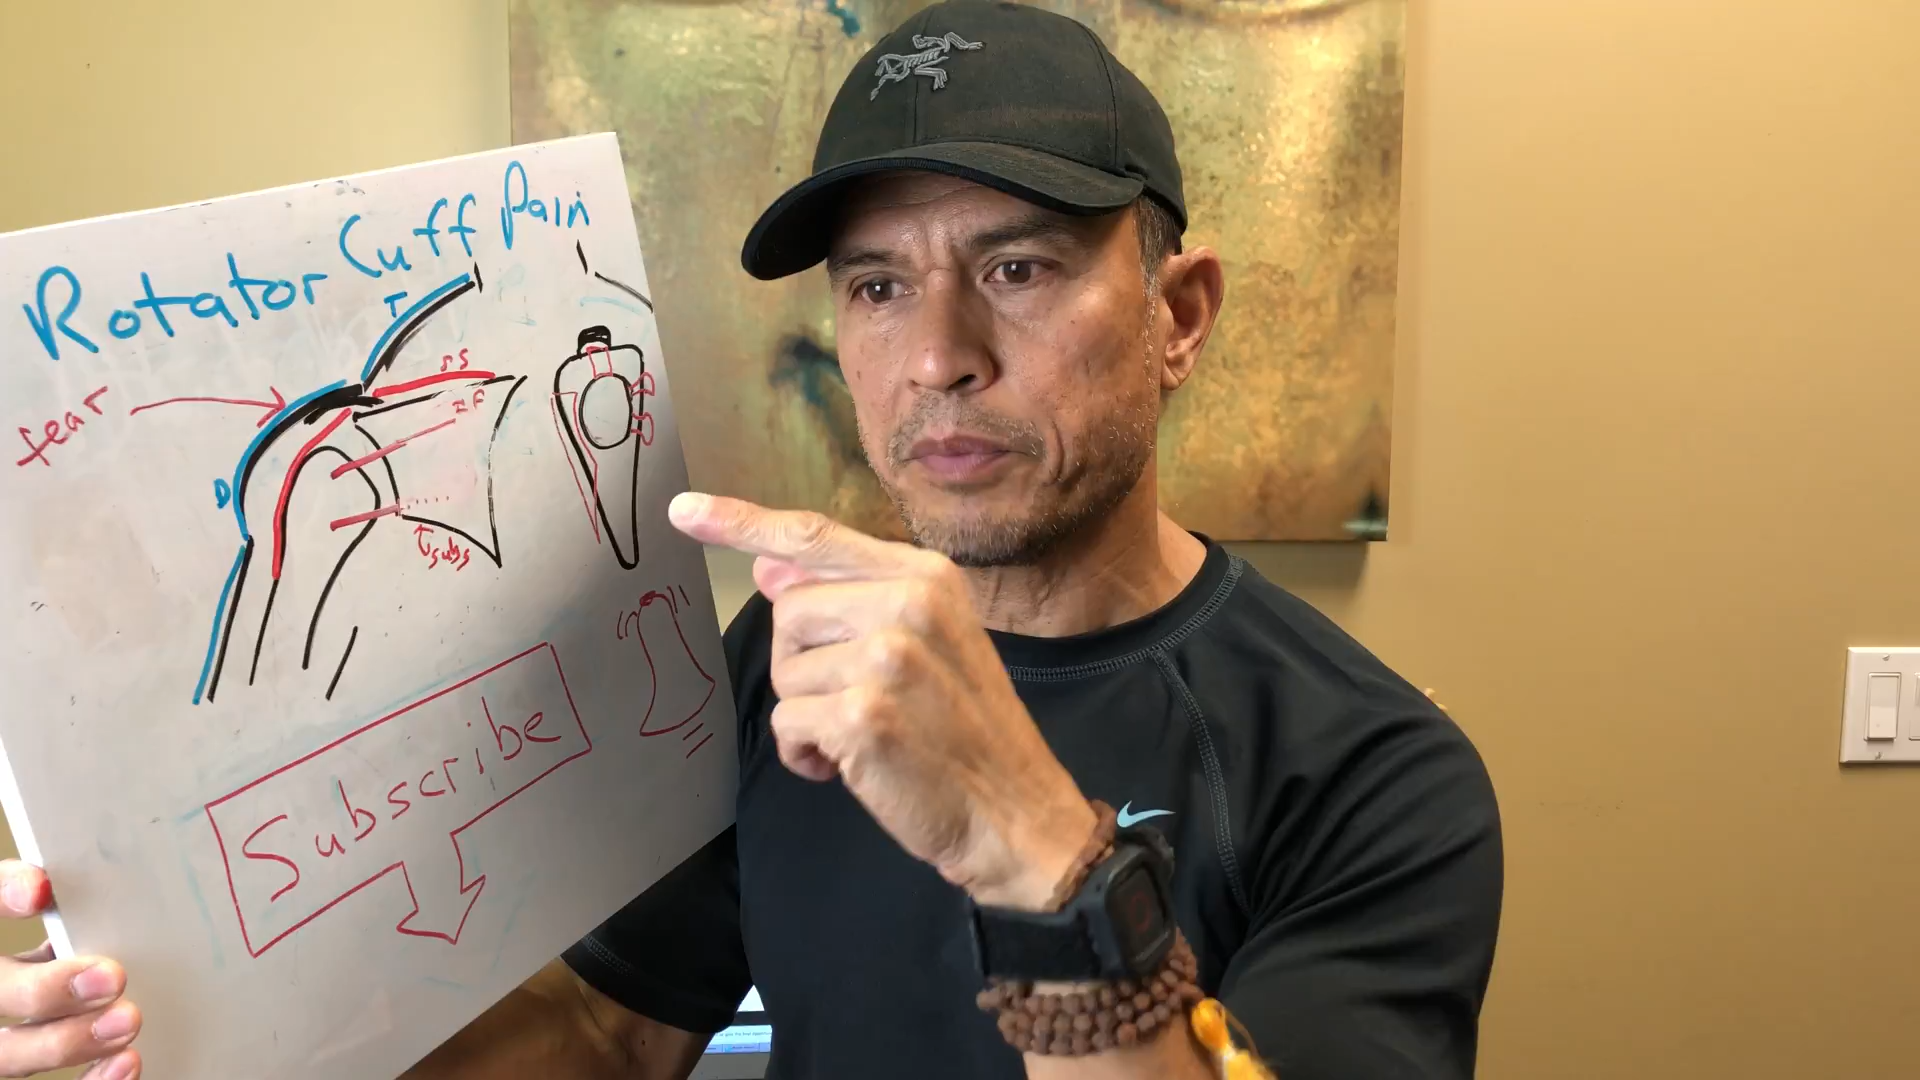 Rotator Cuff Pain
T
SS
IF
tear
D
subs
Subscribe